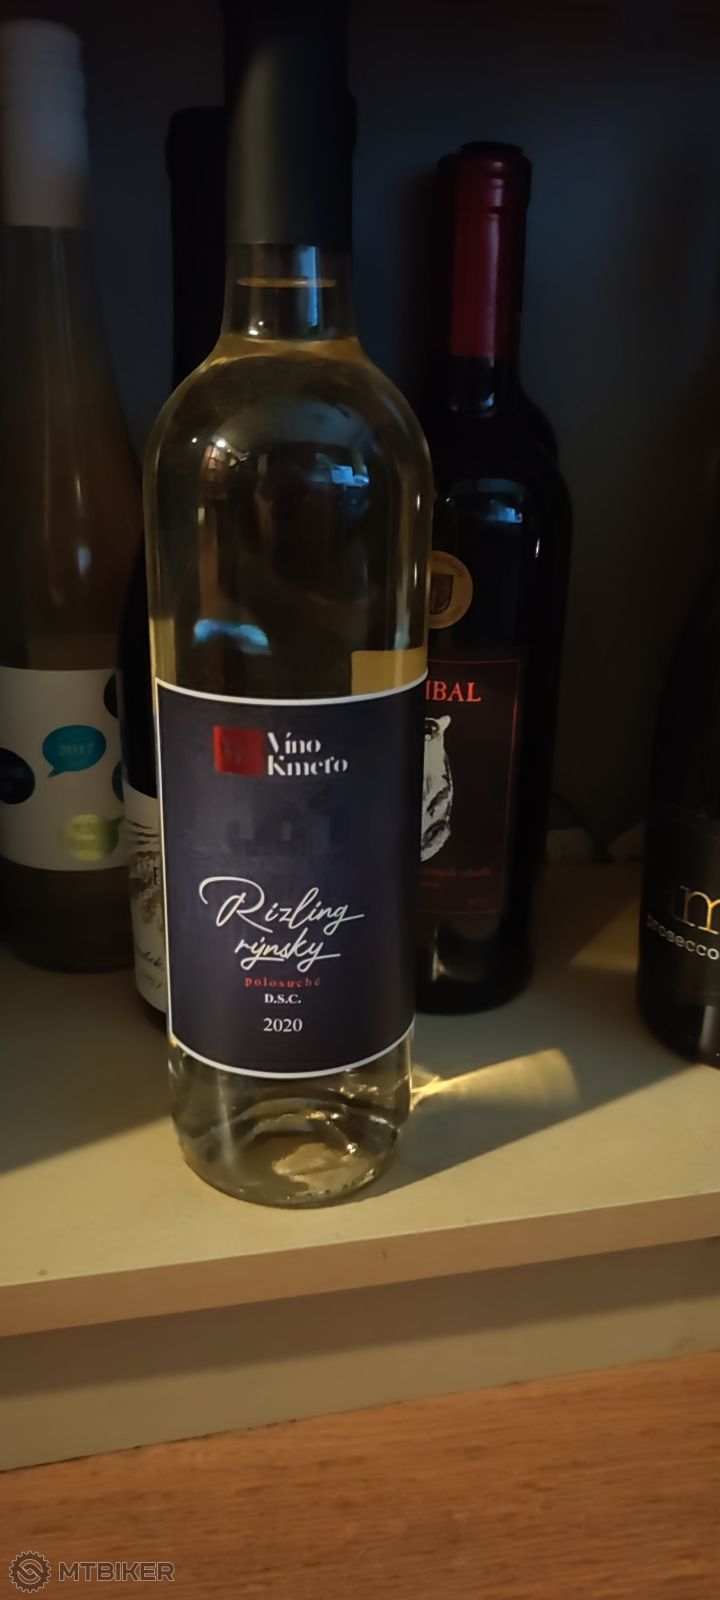 Víno
Kmeťo
Rizling
rýnsky
polosuché
D.S.C.
2020
IBAL
2017
prosecco
MTBIKER